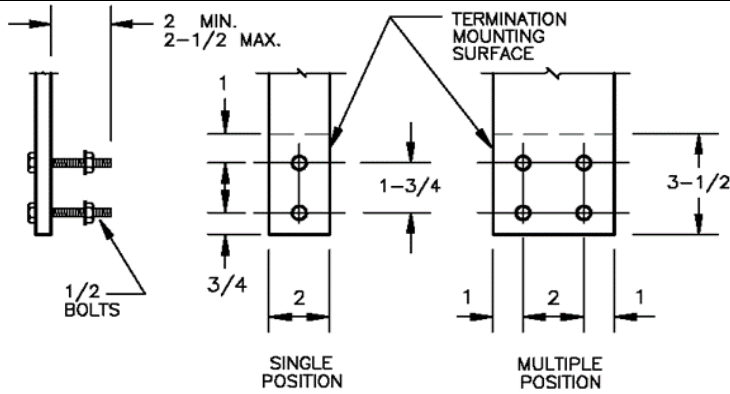 2 MIN.
2-1/2 MAX.
TERMINATION
MOUNTING
SURFACE
1
1-3/4
3-1/2
3/4
1/2
BOLTS
2
1
2
1
SINGLE
POSITION
MULTIPLE
POSITION